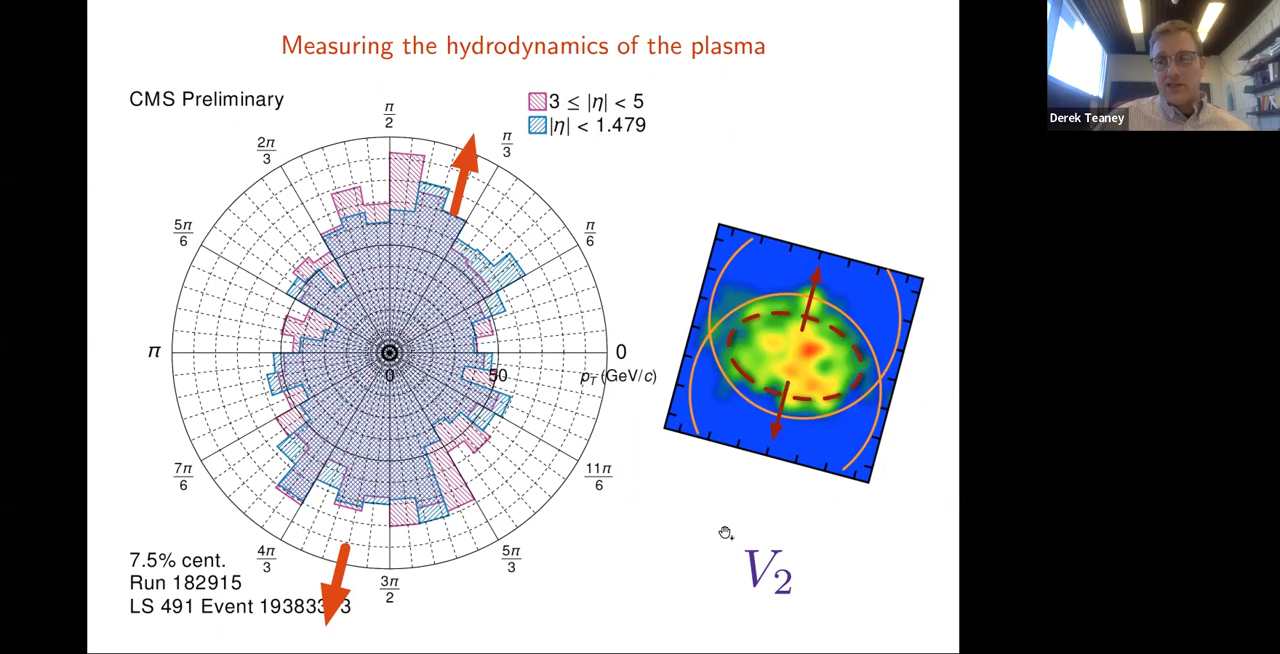 Measuring the hydrodynamics of the plasma
CMS Preliminary
3 ≤ |η| < 5
|η| < 1.479
π/2
2π/3
π/3
5π/6
π/6
π
0
0
50
p_T (GeV/c)
7π/6
11π/6
4π/3
3π/2
5π/3
7.5% cent.
Run 182915
LS 491 Event 19383 3
V₂
Derek Teaney